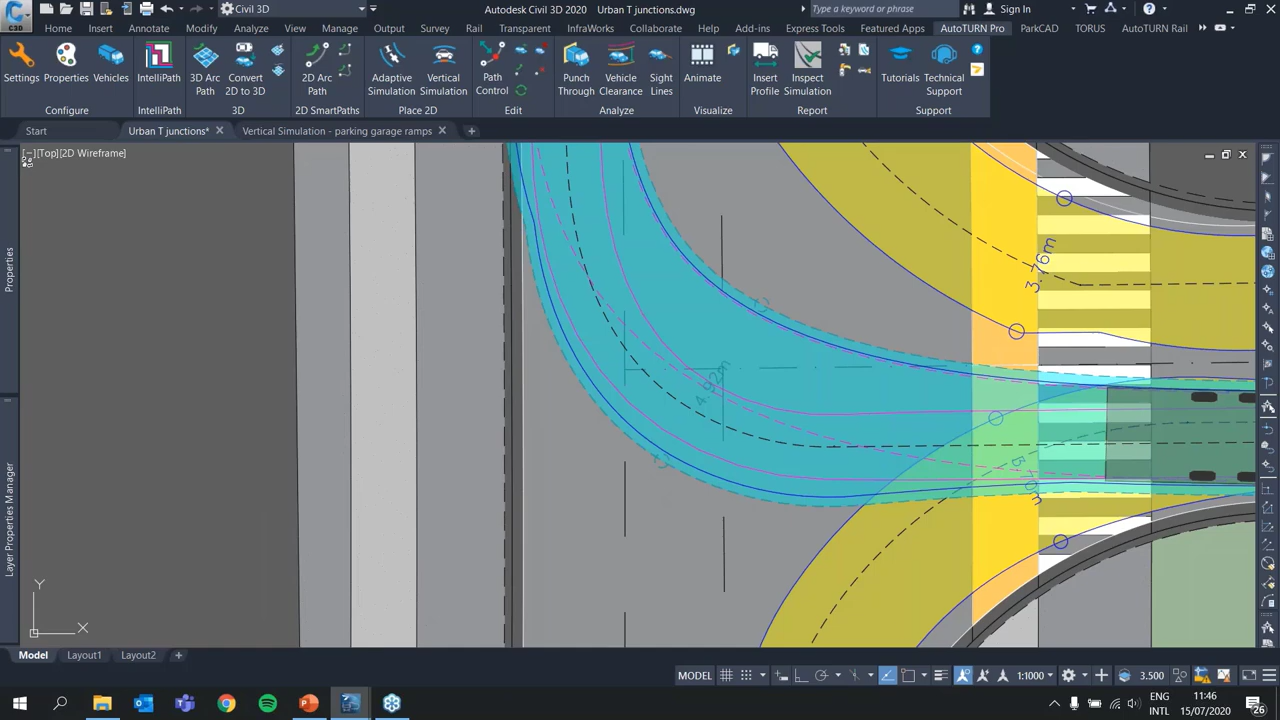 C3D
Civil 3D
Autodesk Civil 3D 2020 Urban T junctions.dwg
Type a keyword or phrase
Sign In
Home Insert Annotate Modify Analyze View Manage Output Survey Rail Transparent InfraWorks Collaborate Help Add-ins Express Tools Featured Apps AutoTURN Pro ParkCAD TORUS AutoTURN Rail
Settings Properties Vehicles IntelliPath 3D Arc Path Convert 2D to 3D 2D Arc Path Adaptive Simulation Vertical Simulation Path Control Punch Through Vehicle Clearance Sight Lines Animate Insert Profile Inspect Simulation Tutorials Technical Support
Configure IntelliPath 3D 2D SmartPaths Place 2D Edit Analyze Visualize Report Support
Start Urban T junctions* Vertical Simulation - parking garage ramps
[−][Top][2D Wireframe]
Properties
Layer Properties Manager
3.76m
4.92m
Y
X
Model Layout1 Layout2
MODEL 1:1000 3.500
ENG
INTL
11:46
15/07/2020
26